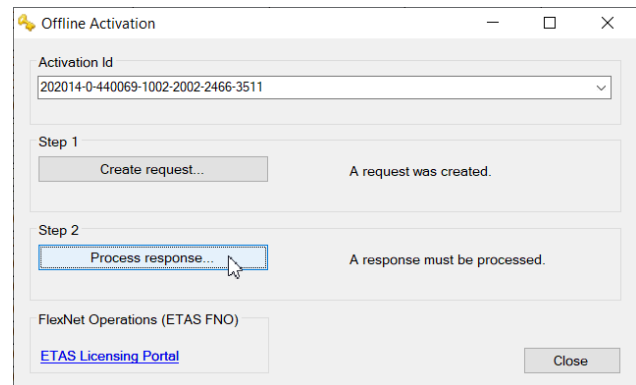 Offline Activation
Activation Id
202014-0-440069-1002-2002-2466-3511
Step 1
Create request...
A request was created.
Step 2
Process response...
A response must be processed.
FlexNet Operations (ETAS FNO)
ETAS Licensing Portal
Close